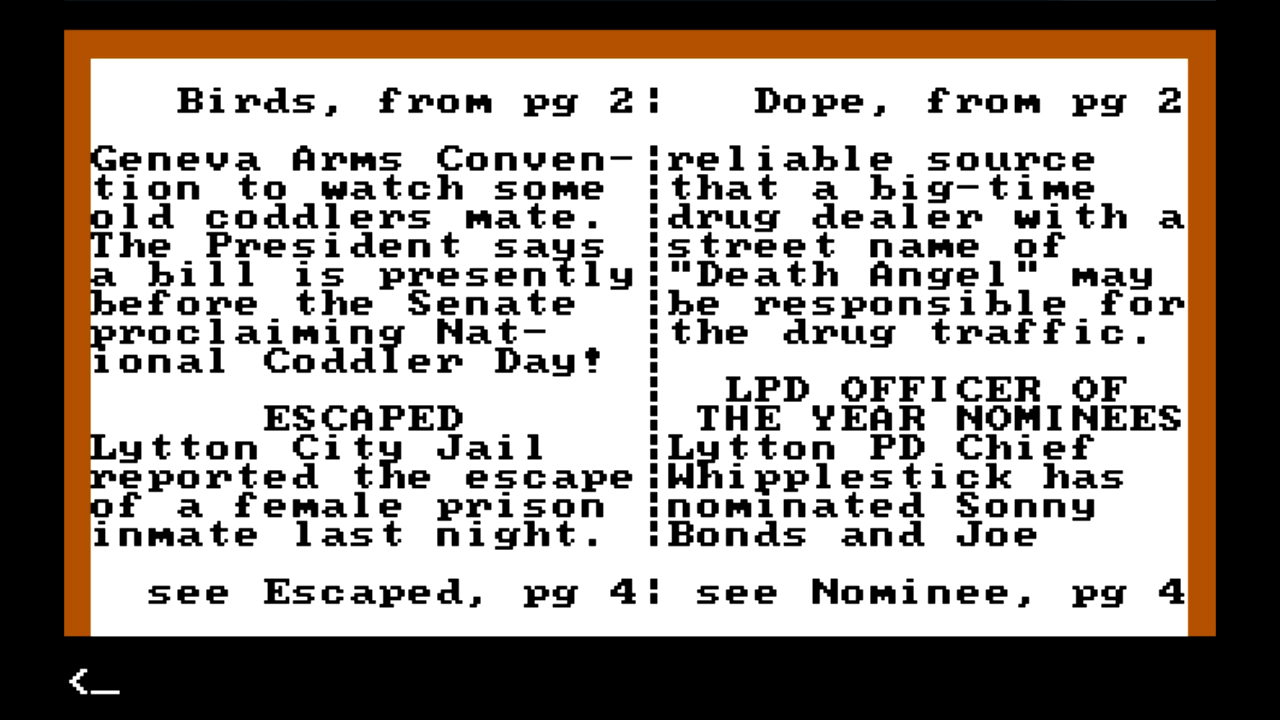 Birds, from pg 2
Geneva Arms Conven-
tion to watch some
old coddlers mate.
The President says
a bill is presently
before the Senate
proclaiming Nat-
ional Coddler Day!
ESCAPED
Lytton City Jail
reported the escape
of a female prison
inmate last night.
see Escaped, pg 4
Dope, from pg 2
reliable source
that a big-time
drug dealer with a
street name of
"Death Angel" may
be responsible for
the drug traffic.
LPD OFFICER OF
THE YEAR NOMINEES
Lytton PD Chief
Whipplestick has
nominated Sonny
Bonds and Joe
see Nominee, pg 4
<_